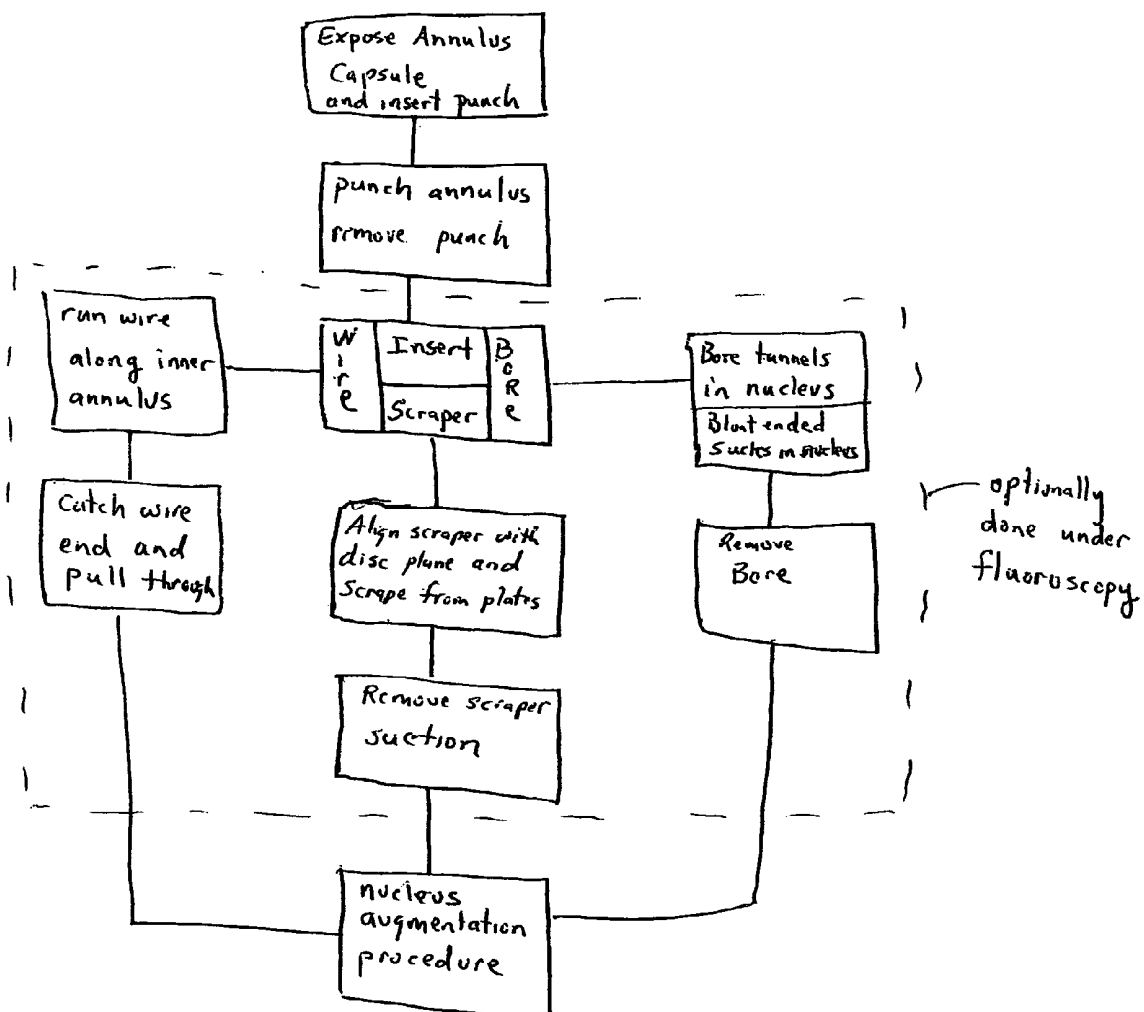 Expose Annulus
Capsule
and insert punch
punch annulus
remove punch
run wire
along inner
annulus
Wire
Insert
Scraper
BoRe
Bore tunnels
in nucleus
Blunt ended
Sucks in nucleus
Catch wire
end and
pull through
Align scraper with
disc plane and
Scrape from plates
Remove
Bore
optionally
done under
fluoroscopy
Remove scraper
suction
nucleus
augmentation
procedure